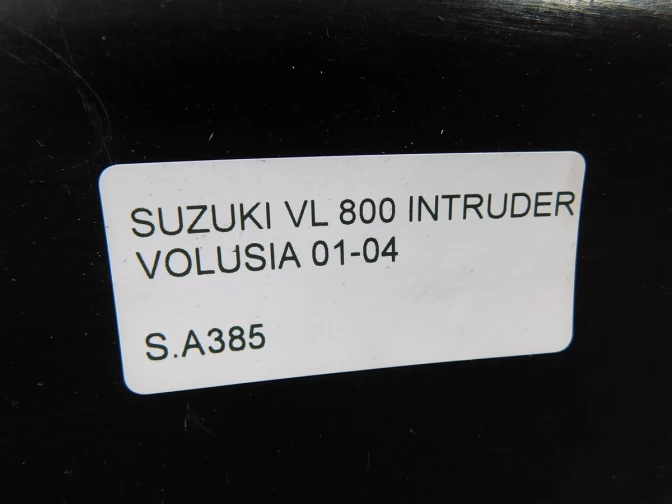 SUZUKI VL 800 INTRUDER
VOLUSIA 01-04
S.A385